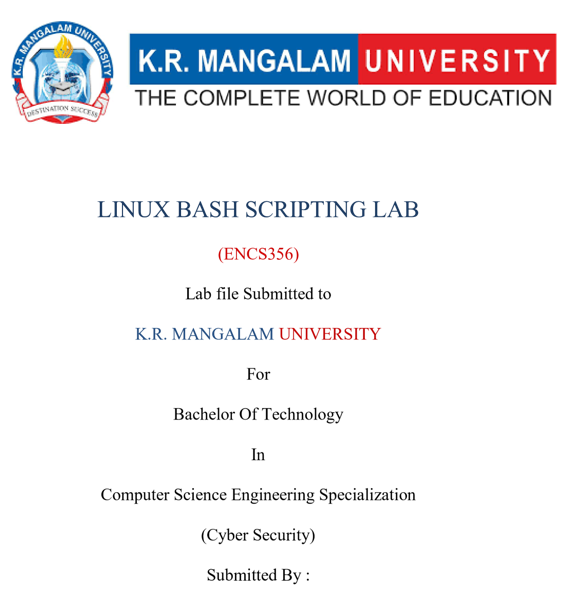 K.R. MANGALAM UNIVERSITY
DESTINATION SUCCESS
K.R. MANGALAM UNIVERSITY
THE COMPLETE WORLD OF EDUCATION
LINUX BASH SCRIPTING LAB
(ENCS356)
Lab file Submitted to
K.R. MANGALAM UNIVERSITY
For
Bachelor Of Technology
In
Computer Science Engineering Specialization
(Cyber Security)
Submitted By :